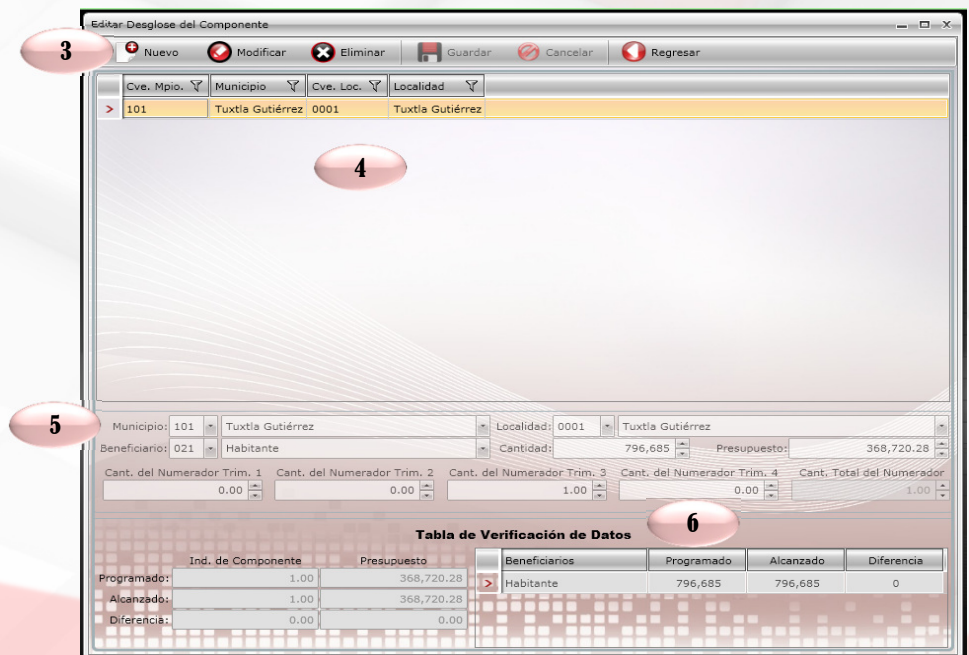 Editar Desglose del Componente
3
Nuevo Modificar Eliminar Guardar Cancelar Regresar
Cve. Mpio. Municipio Cve. Loc. Localidad
> 101 Tuxtla Gutiérrez 0001 Tuxtla Gutiérrez
4
5
Municipio: 101 Tuxtla Gutiérrez Localidad: 0001 Tuxtla Gutiérrez
Beneficiario: 021 Habitante Cantidad: 796,685 Presupuesto: 368,720.28
Cant. del Numerador Trim. 1 Cant. del Numerador Trim. 2 Cant. del Numerador Trim. 3 Cant. del Numerador Trim. 4 Cant. Total del Numerador
0.00 0.00 1.00 0.00 1.00
6
Tabla de Verificación de Datos
Ind. de Componente Presupuesto Beneficiarios Programado Alcanzado Diferencia
Programado: 1.00 368,720.28 > Habitante 796,685 796,685 0
Alcanzado: 1.00 368,720.28
Diferencia: 0.00 0.00